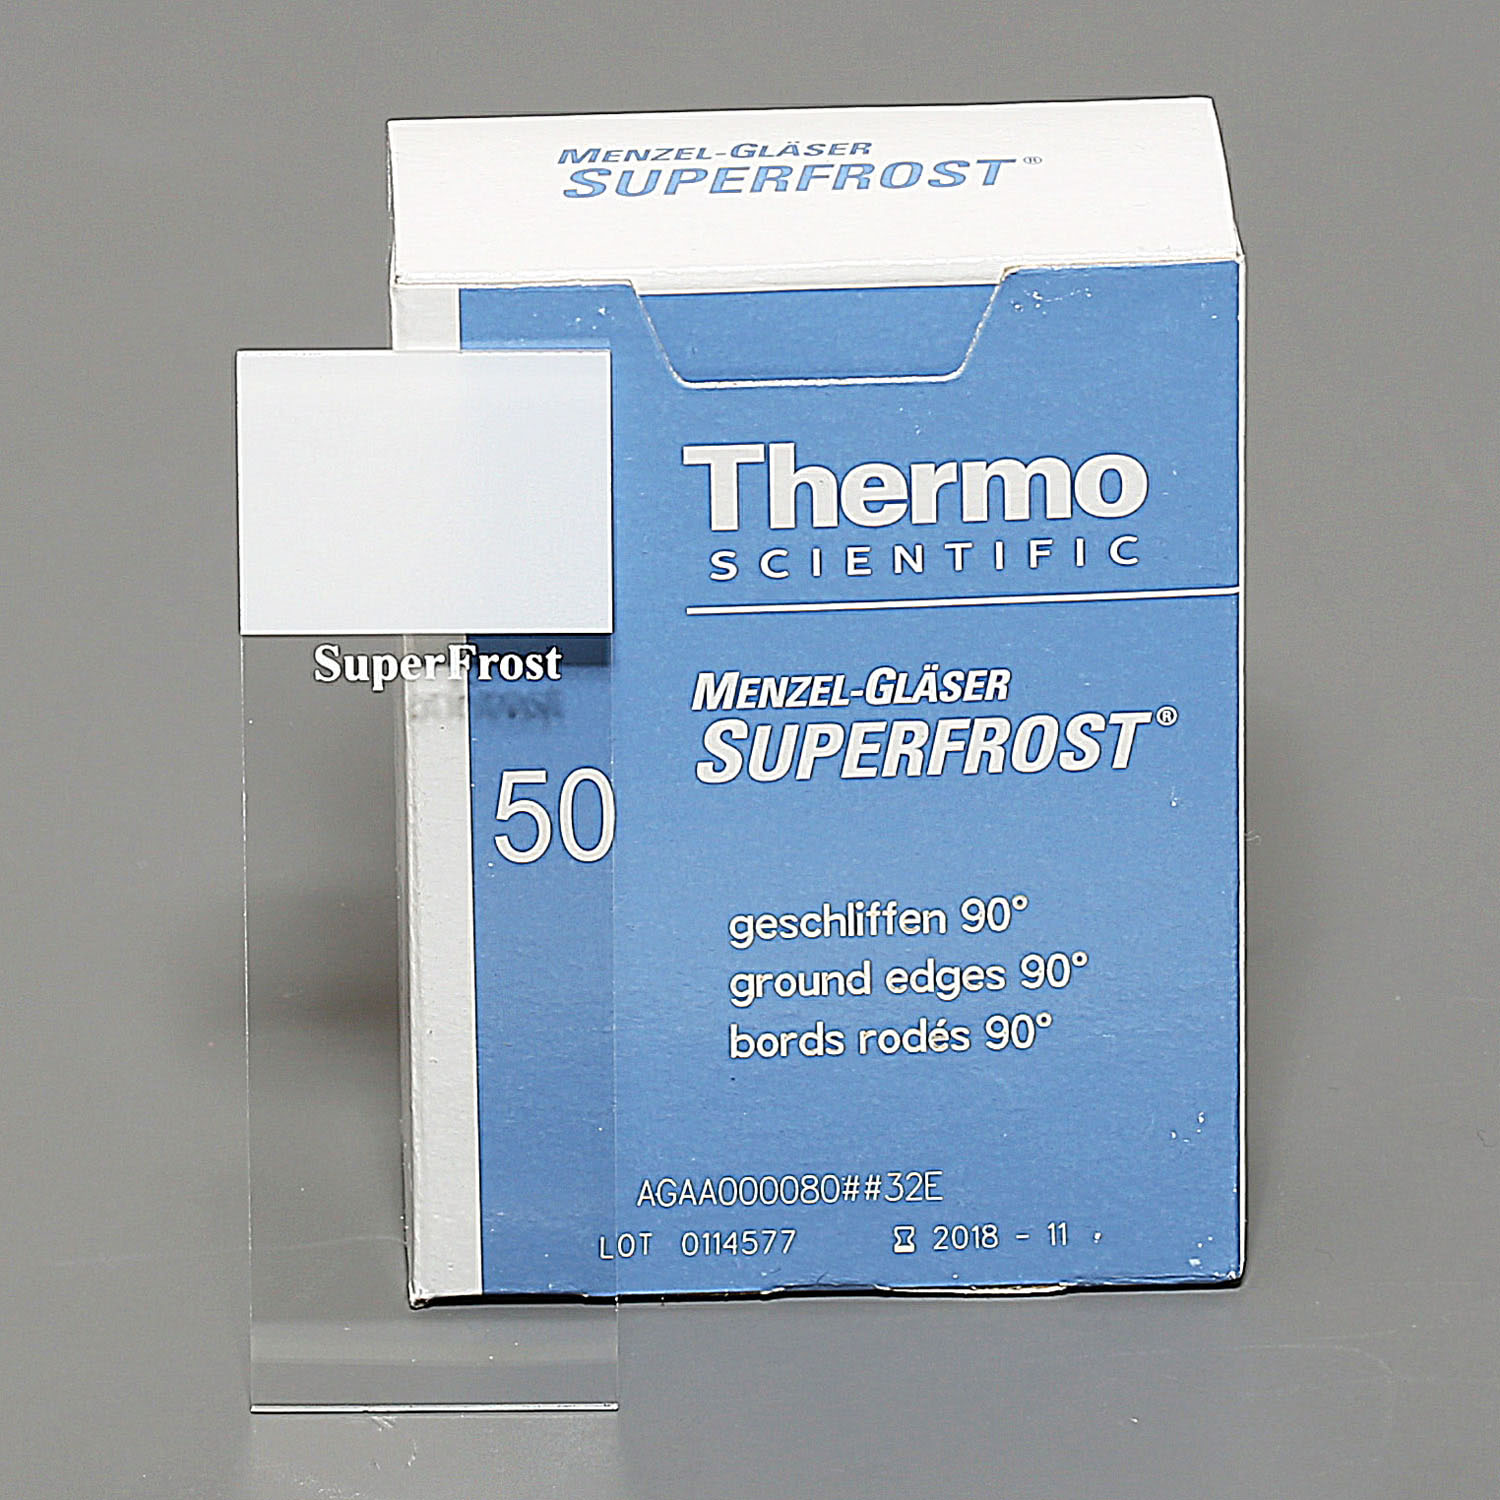 MENZEL-GLÄSER
SUPERFROST®
Thermo
SCIENTIFIC
SuperFrost
MENZEL-GLÄSER
SUPERFROST®
50
geschliffen 90°
ground edges 90°
bords rodés 90°
AGAA000080##32E
LOT 0114577 2018 - 11